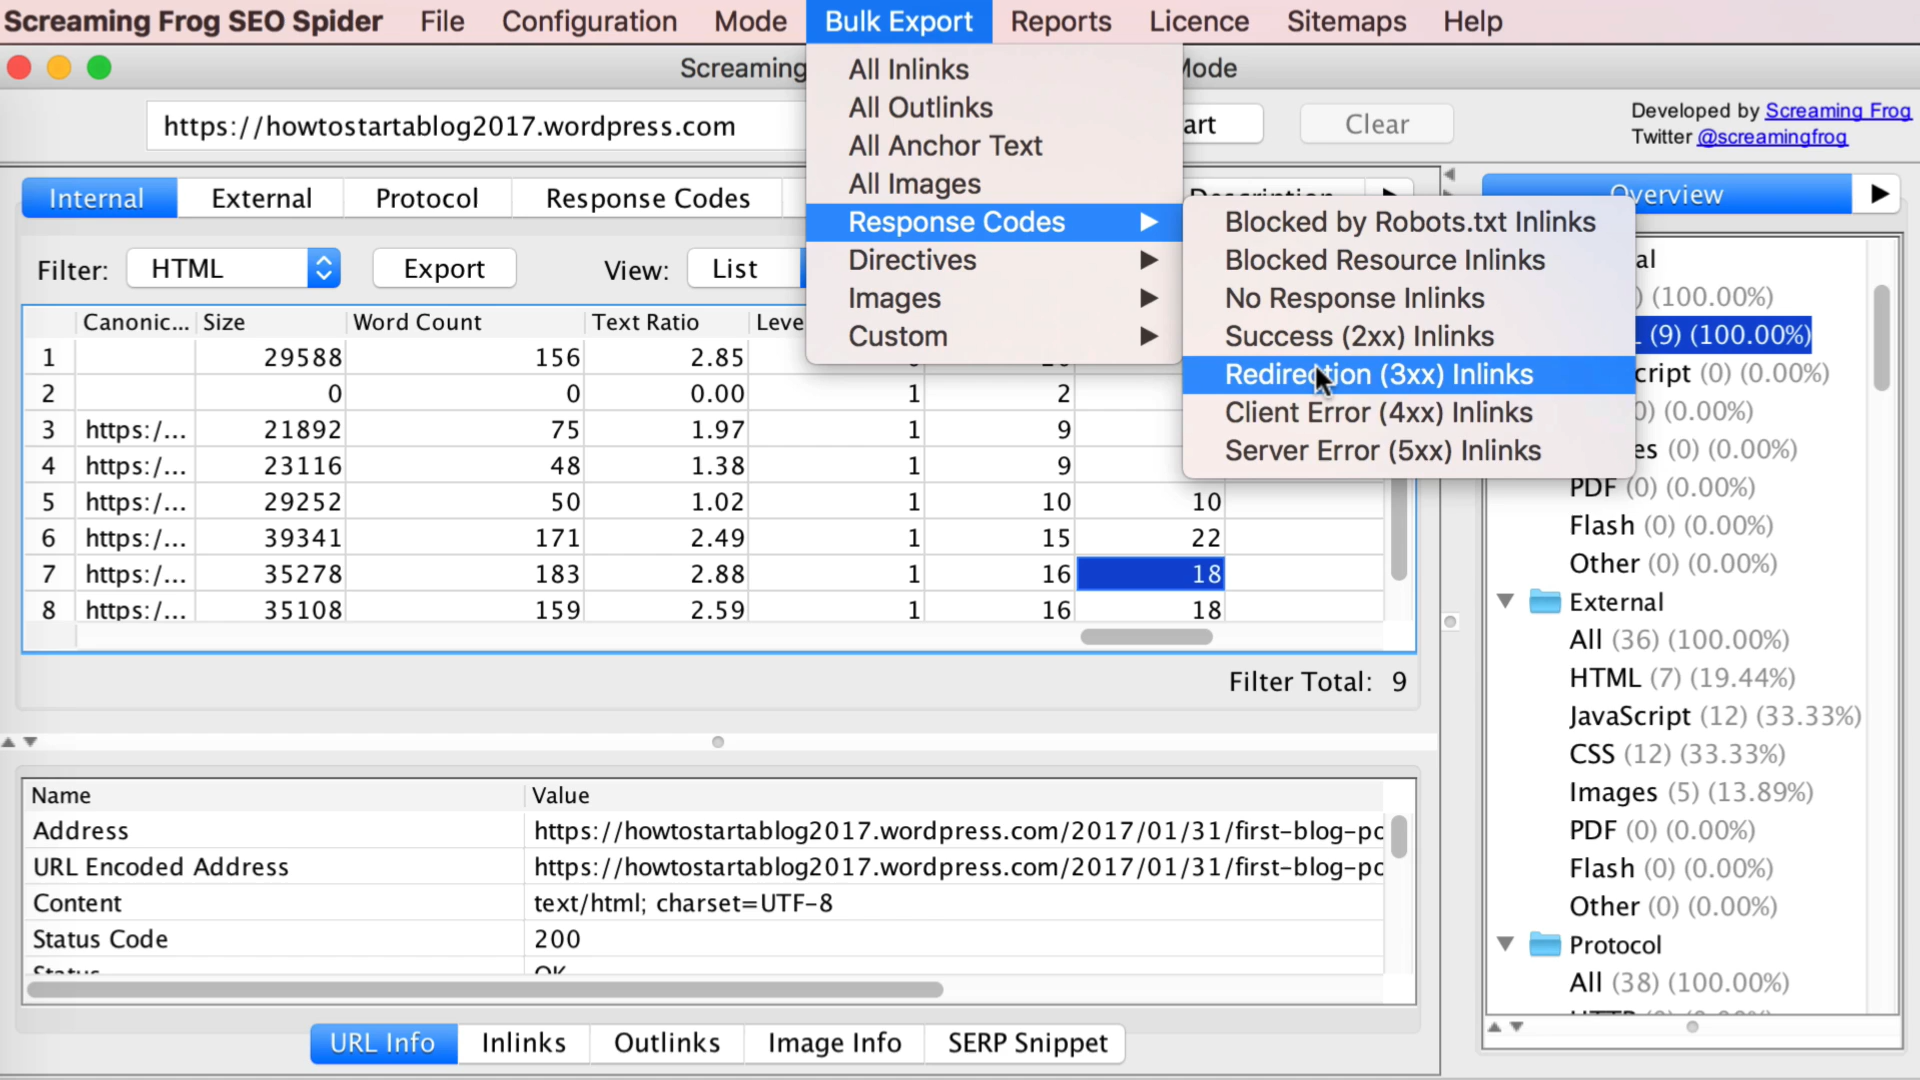 Screaming Frog SEO Spider File Configuration Mode Bulk Export Reports Licence Sitemaps Help
Screaming Mode
https://howtostartablog2017.wordpress.com
Clear
Developed by Screaming Frog
Twitter @screamingfrog
All Inlinks
All Outlinks
All Anchor Text
All Images
Response Codes
Directives
Images
Custom
Blocked by Robots.txt Inlinks
Blocked Resource Inlinks
No Response Inlinks
Success (2xx) Inlinks
Redirection (3xx) Inlinks
Client Error (4xx) Inlinks
Server Error (5xx) Inlinks
Internal External Protocol Response Codes Description
Filter: HTML Export View: List
Canonic... Size Word Count Text Ratio Leve
1 29588 156 2.85
2 0 0 0.00 1 2
3 https:/... 21892 75 1.97 1 9
4 https:/... 23116 48 1.38 1 9
5 https:/... 29252 50 1.02 1 10 10
6 https:/... 39341 171 2.49 1 15 22
7 https:/... 35278 183 2.88 1 16 18
8 https:/... 35108 159 2.59 1 16 18
Filter Total: 9
Name Value
Address https://howtostartablog2017.wordpress.com/2017/01/31/first-blog-po
URL Encoded Address https://howtostartablog2017.wordpress.com/2017/01/31/first-blog-po
Content text/html; charset=UTF-8
Status Code 200
Status OK
URL Info Inlinks Outlinks Image Info SERP Snippet
Overview
al
) (100.00%)
(9) (100.00%)
cript (0) (0.00%)
0) (0.00%)
es (0) (0.00%)
PDF (0) (0.00%)
Flash (0) (0.00%)
Other (0) (0.00%)
External
All (36) (100.00%)
HTML (7) (19.44%)
JavaScript (12) (33.33%)
CSS (12) (33.33%)
Images (5) (13.89%)
PDF (0) (0.00%)
Flash (0) (0.00%)
Other (0) (0.00%)
Protocol
All (38) (100.00%)